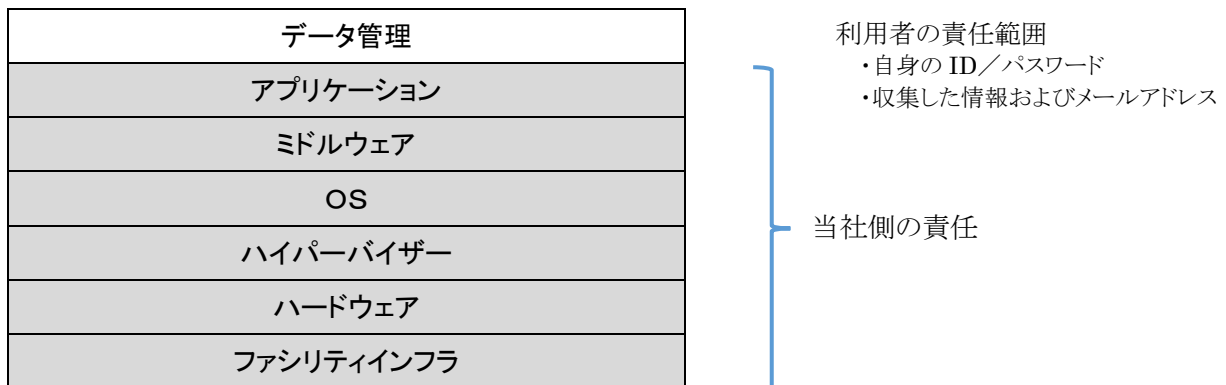 データ管理
アプリケーション
ミドルウェア
OS
ハイパーバイザー
ハードウェア
ファシリティインフラ
利用者の責任範囲
・自身の ID／パスワード
・収集した情報およびメールアドレス
当社側の責任